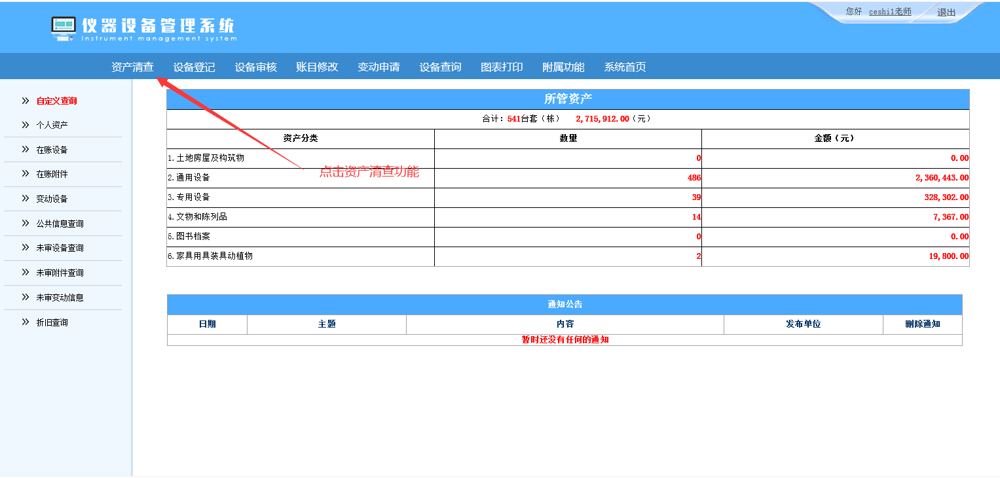 您好 ceshi1老师 退出
仪器设备管理系统
Instrument management system
资产清查 设备登记 设备审核 账目修改 变动申请 设备查询 图表打印 附属功能 系统首页
自定义查询
个人资产
在账设备
在账附件
变动设备
公共信息查询
未审设备查询
未审附件查询
未审变动信息
折旧查询
所管资产
合计：541台套（栋） 2,715,912.00（元）
资产分类 数量 金额（元）
1.土地房屋及构筑物 0 0.00
点击资产清查功能
2.通用设备 486 2,360,443.00
3.专用设备 39 328,302.00
4.文物和陈列品 14 7,367.00
5.图书档案 0 0.00
6.家具用具装具动植物 2 19,800.00
通知公告
日期 主题 内容 发布单位 删除通知
暂时还没有任何的通知